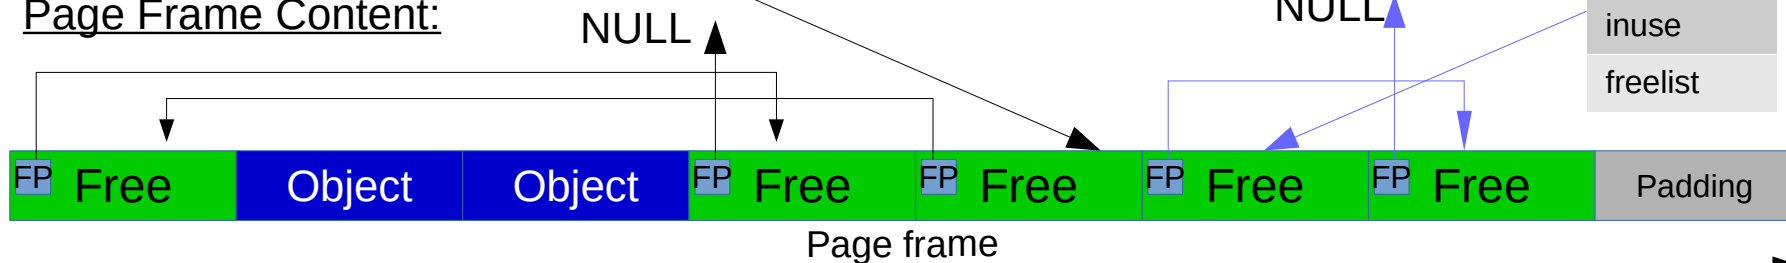 Page Frame Content:
NULL
NULL
inuse
freelist
FP Free Object Object FP Free FP Free FP Free FP Free Padding
Page frame